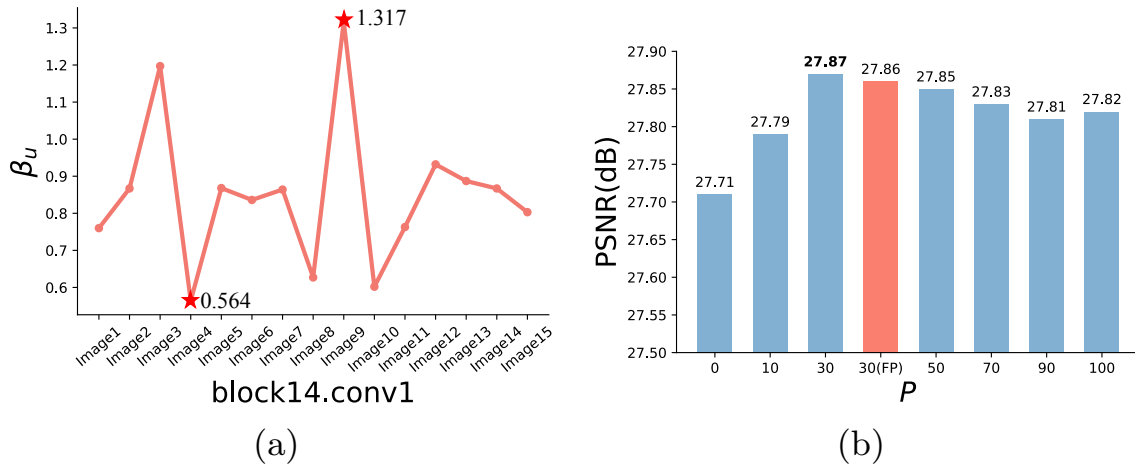 1.3
1.2
1.1
1.0
0.9
0.8
0.7
0.6
βu
1.317
0.564
Image1
Image2
Image3
Image4
Image5
Image6
Image7
Image8
Image9
Image10
Image11
Image12
Image13
Image14
Image15
block14.conv1
(a)
27.90
27.85
27.80
27.75
27.70
27.65
27.60
27.55
27.50
PSNR(dB)
27.71
27.79
27.87
27.86
27.85
27.83
27.81
27.82
0 10 30 30(FP) 50 70 90 100
P
(b)